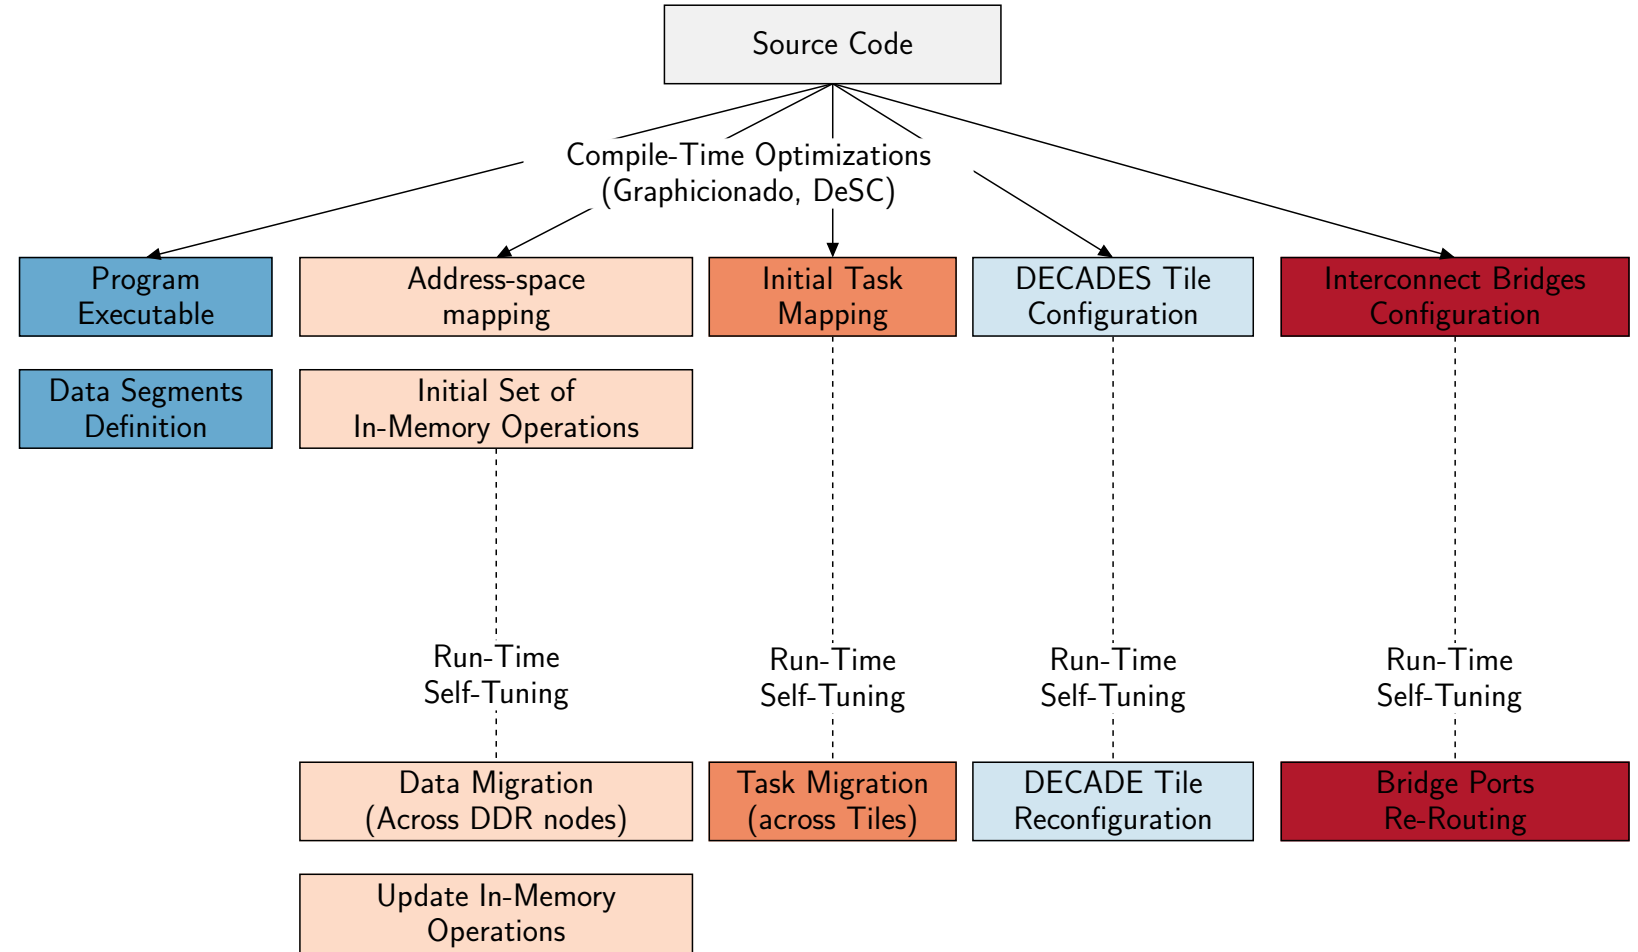 Source Code
Compile-Time Optimizations
(Graphicionado, DeSC)
Program
Executable
Address-space
mapping
Initial Task
Mapping
DECADES Tile
Configuration
Interconnect Bridges
Configuration
Data Segments
Definition
Initial Set of
In-Memory Operations
Run-Time
Self-Tuning
Run-Time
Self-Tuning
Run-Time
Self-Tuning
Run-Time
Self-Tuning
Data Migration
(Across DDR nodes)
Task Migration
(across Tiles)
DECADE Tile
Reconfiguration
Bridge Ports
Re-Routing
Update In-Memory
Operations